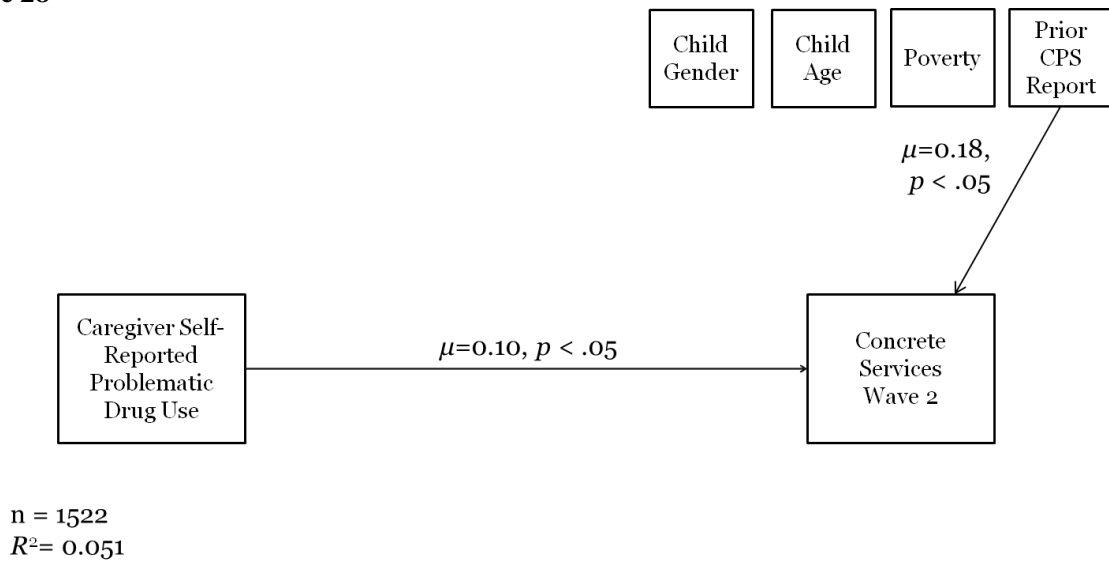 Child
Gender
Child
Age
Poverty
Prior
CPS
Report
μ=0.18,
p < .05
Caregiver Self-
Reported
Problematic
Drug Use
μ=0.10, p < .05
Concrete
Services
Wave 2
n = 1522
R²= 0.051